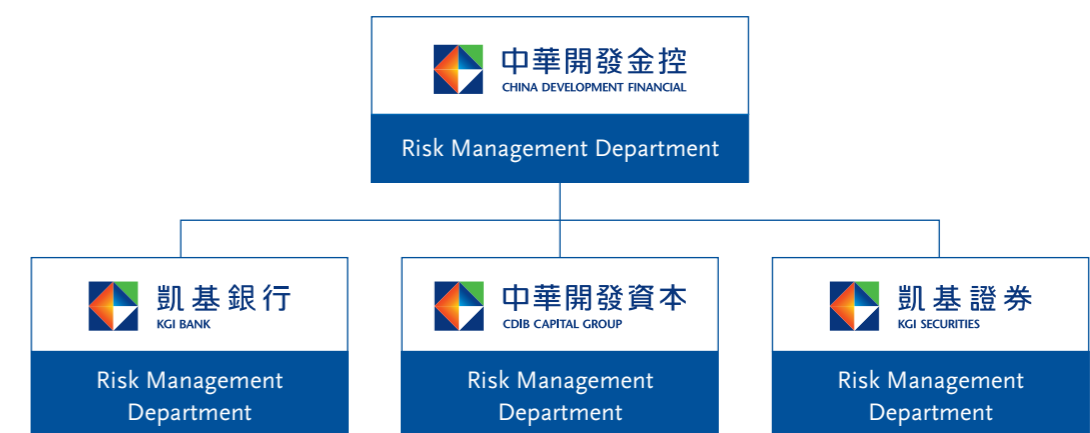 中華開發金控
CHINA DEVELOPMENT FINANCIAL
Risk Management Department
凱基銀行
KGI BANK
Risk Management
Department
中華開發資本
CDIB CAPITAL GROUP
Risk Management
Department
凱基證券
KGI SECURITIES
Risk Management
Department